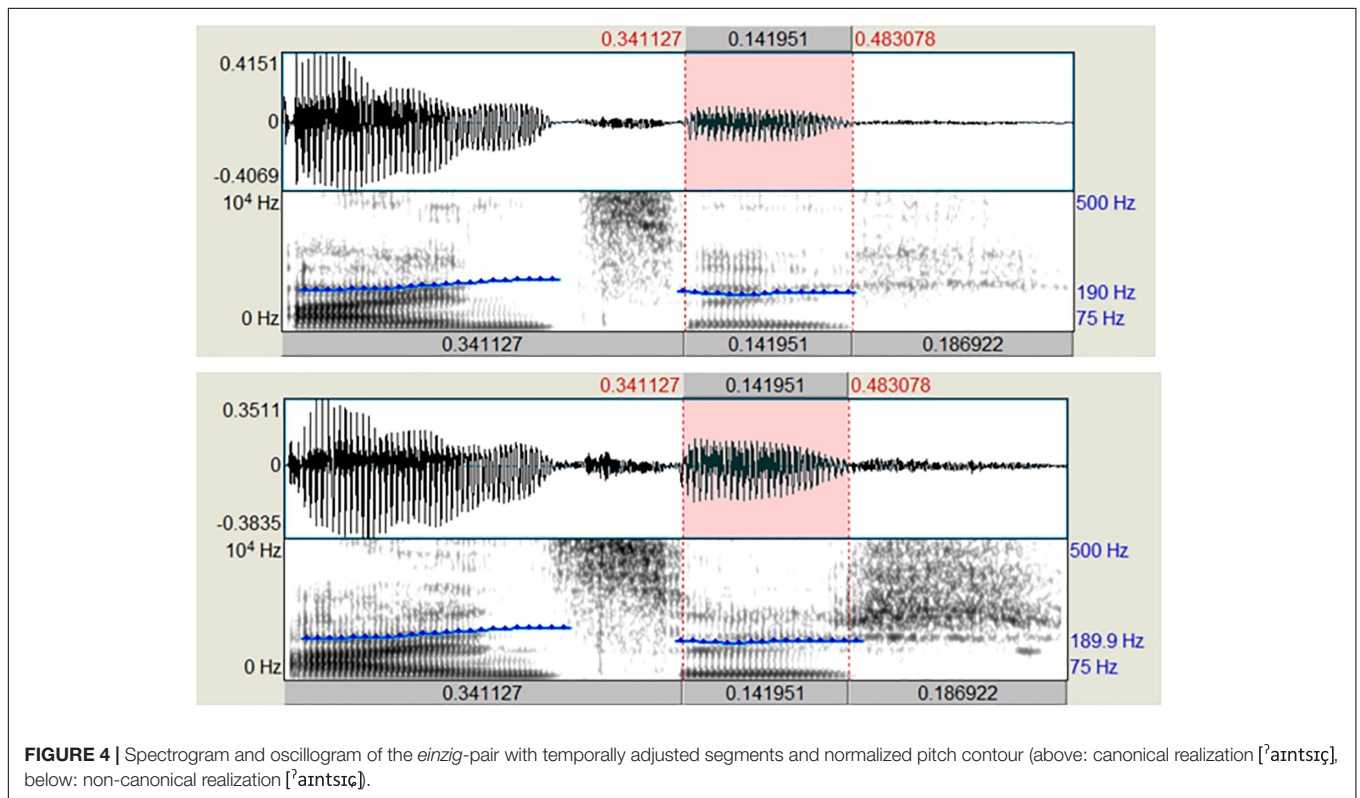 0.341127 0.141951 0.483078
0.4151
0
-0.4069
10⁴ Hz 500 Hz
190 Hz
0 Hz 75 Hz
0.341127 0.141951 0.186922
0.341127 0.141951 0.483078
0.3511
0
-0.3835
10⁴ Hz 500 Hz
189.9 Hz
0 Hz 75 Hz
0.341127 0.141951 0.186922
FIGURE 4 | Spectrogram and oscillogram of the einzig-pair with temporally adjusted segments and normalized pitch contour (above: canonical realization [ˀaɪntsɪç],
below: non-canonical realization [ˀaɪntsɪɕ]).